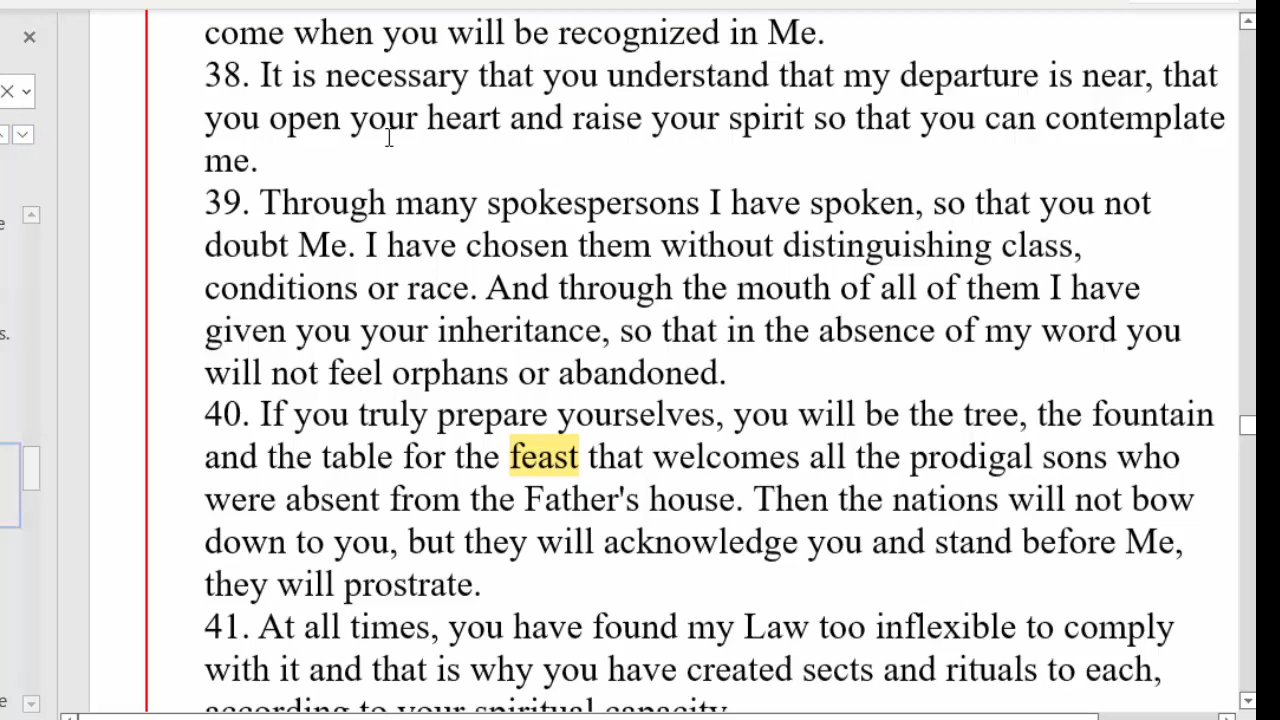 come when you will be recognized in Me.
38. It is necessary that you understand that my departure is near, that
you open your heart and raise your spirit so that you can contemplate
me.
39. Through many spokespersons I have spoken, so that you not
doubt Me. I have chosen them without distinguishing class,
conditions or race. And through the mouth of all of them I have
given you your inheritance, so that in the absence of my word you
will not feel orphans or abandoned.
40. If you truly prepare yourselves, you will be the tree, the fountain
and the table for the feast that welcomes all the prodigal sons who
were absent from the Father's house. Then the nations will not bow
down to you, but they will acknowledge you and stand before Me,
they will prostrate.
41. At all times, you have found my Law too inflexible to comply
with it and that is why you have created sects and rituals to each,
according to your spiritual capacity.